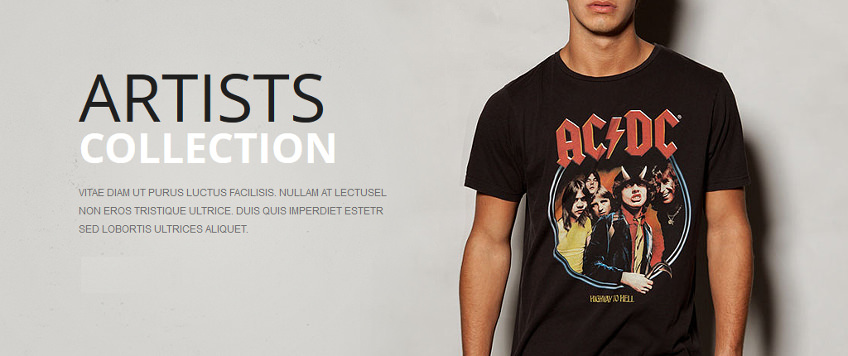 ARTISTS
COLLECTION
VITAE DIAM UT PURUS LUCTUS FACILISIS. NULLAM AT LECTUSEL
NON EROS TRISTIQUE ULTRICE. DUIS QUIS IMPERDIET ESTETR
SED LOBORTIS ULTRICES ALIQUET.
AC/DC
HIGHWAY TO HELL